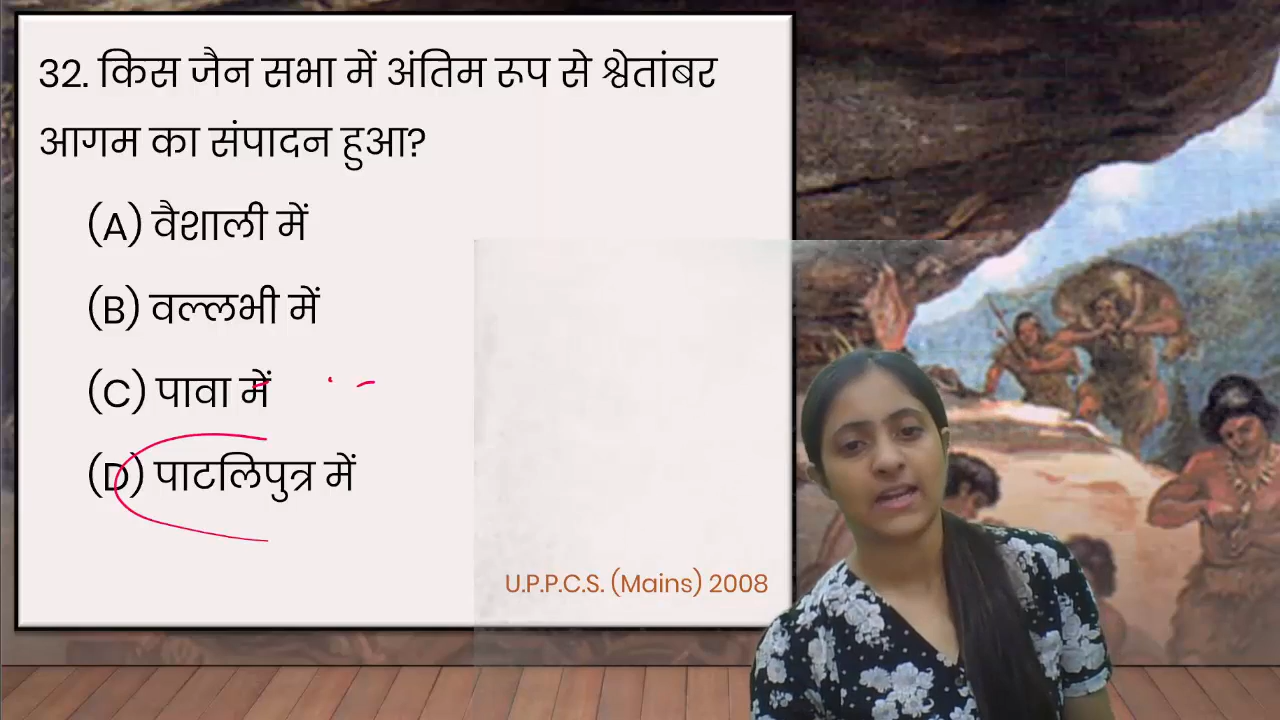 32. किस जैन सभा में अंतिम रूप से श्वेतांबर
आगम का संपादन हुआ?
(A) वैशाली में
(B) वल्लभी में
(C) पावा में
(D) पाटलिपुत्र में
U.P.P.C.S. (Mains) 2008